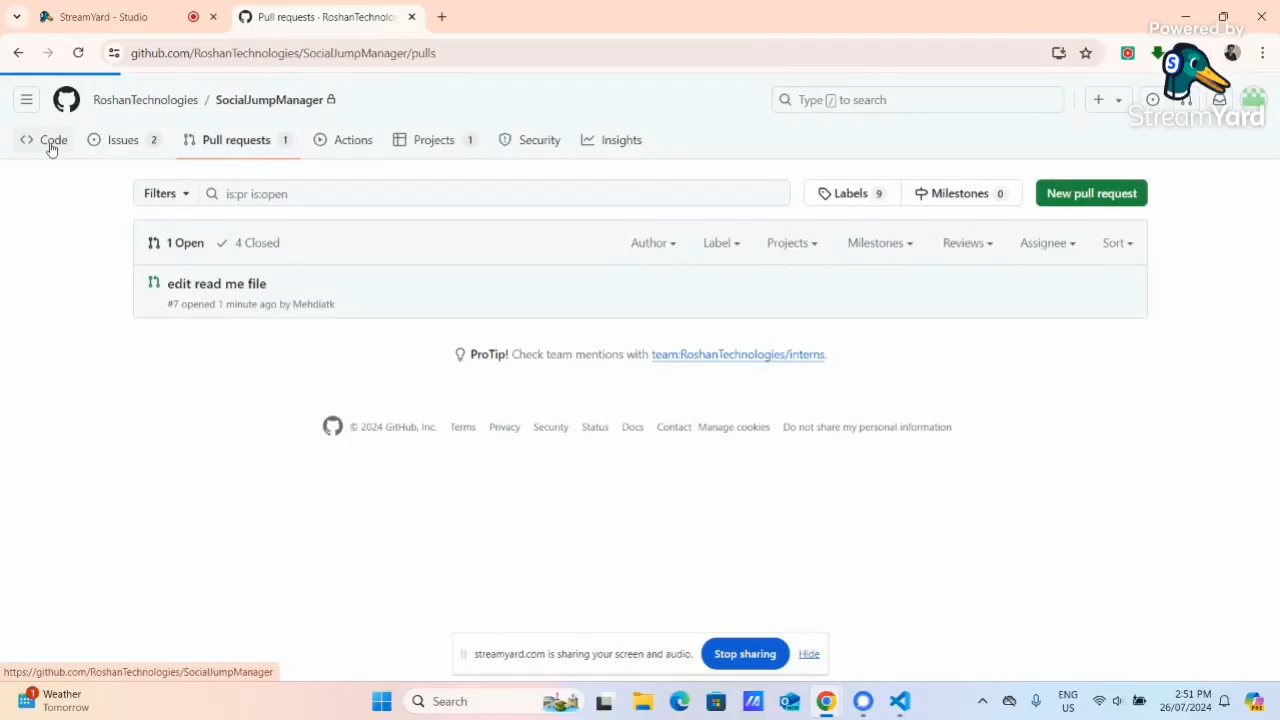 StreamYard - Studio
Pull requests · RoshanTechnolog
github.com/RoshanTechnologies/SocialJumpManager/pulls
Powered by
StreamYard
RoshanTechnologies / SocialJumpManager
Type / to search
Code
Issues 2
Pull requests 1
Actions
Projects 1
Security
Insights
Filters
is:pr is:open
Labels 9
Milestones 0
New pull request
1 Open
4 Closed
Author
Label
Projects
Milestones
Reviews
Assignee
Sort
edit read me file
#7 opened 1 minute ago by Mehdiatk
ProTip! Check team mentions with team:RoshanTechnologies/interns.
© 2024 GitHub, Inc. Terms Privacy Security Status Docs Contact Manage cookies Do not share my personal information
streamyard.com is sharing your screen and audio.
Stop sharing
Hide
https://github.com/RoshanTechnologies/SocialJumpManager
1
Weather
Tomorrow
Search
ENG
US
2:51 PM
26/07/2024